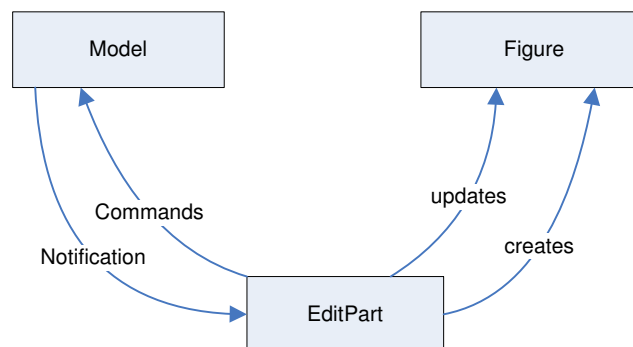 Model
Figure
Commands
updates
Notification
creates
EditPart